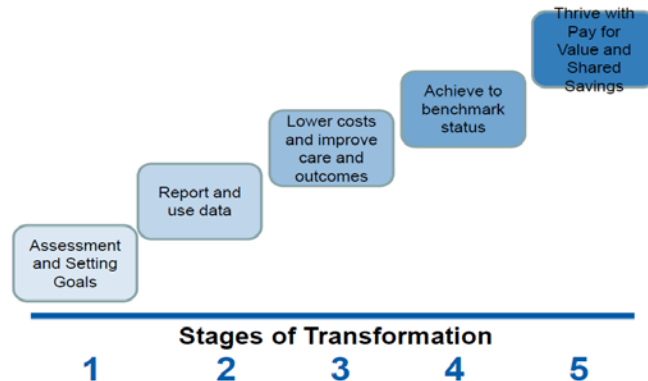 Thrive with
Pay for
Value and
Shared
Savings
Achieve to
benchmark
status
Lower costs
and improve
care and
outcomes
Report and
use data
Assessment
and Setting
Goals
Stages of Transformation
1 2 3 4 5